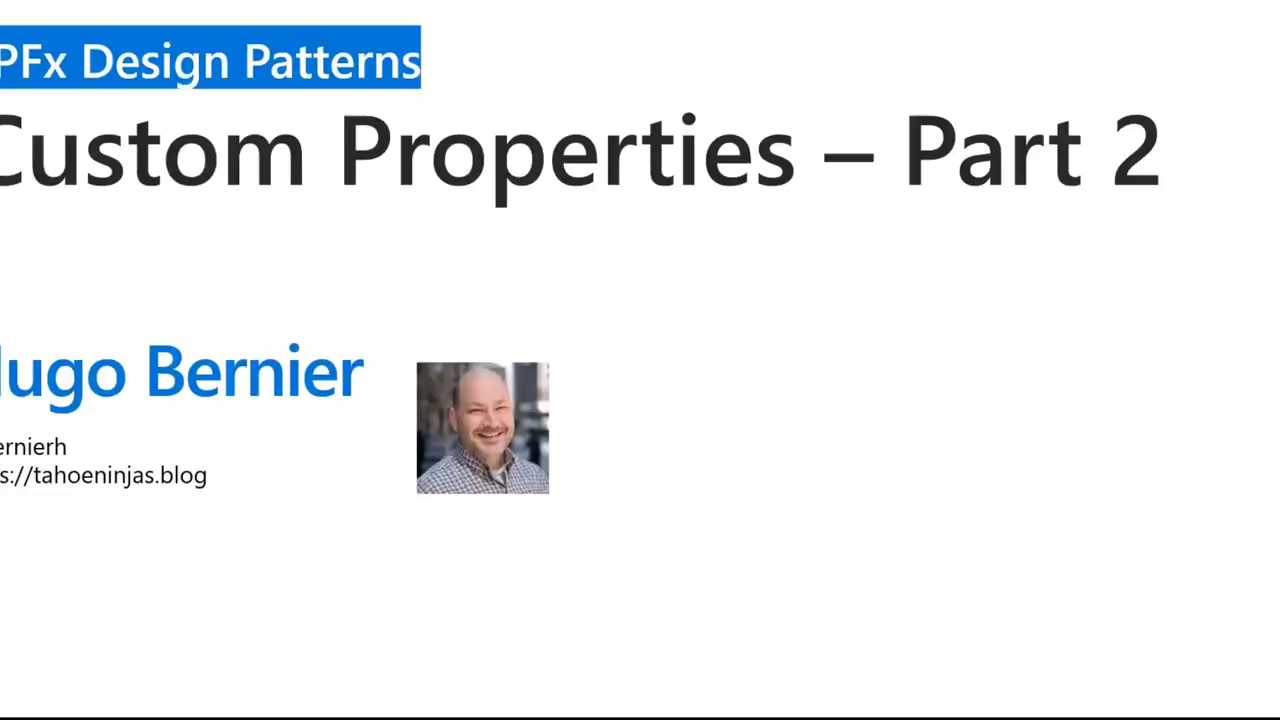 PFx Design Patterns
Custom Properties – Part 2
Hugo Bernier
ernierh
s://tahoeninjas.blog